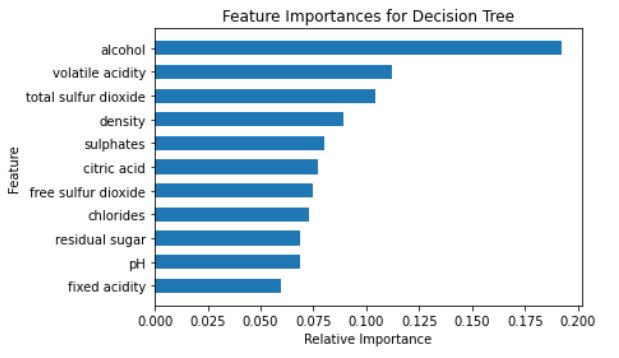 Feature Importances for Decision Tree
alcohol
volatile acidity
total sulfur dioxide
density
sulphates
citric acid
free sulfur dioxide
chlorides
residual sugar
pH
fixed acidity
Feature
0.000 0.025 0.050 0.075 0.100 0.125 0.150 0.175 0.200
Relative Importance